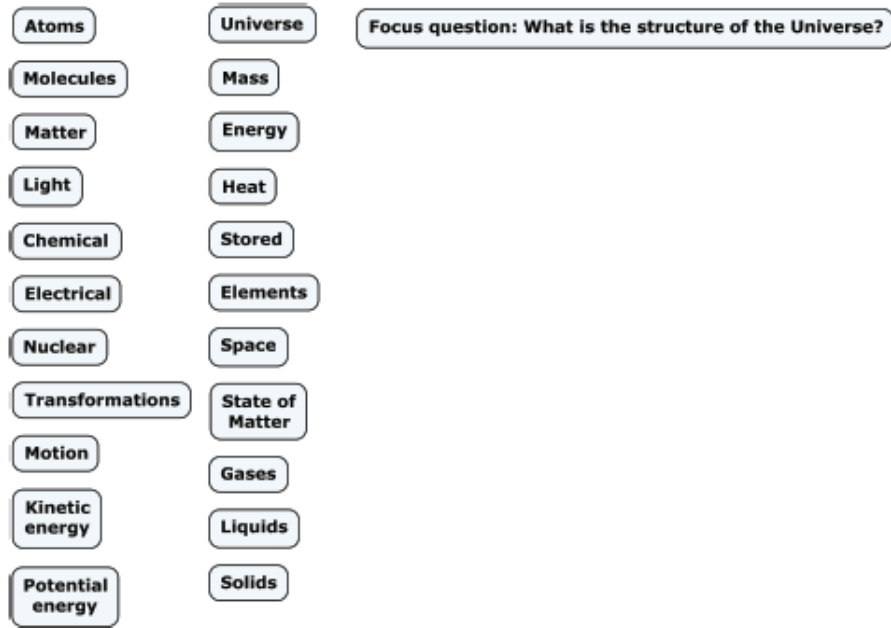 Atoms
Molecules
Matter
Light
Chemical
Electrical
Nuclear
Transformations
Motion
Kinetic
energy
Potential
energy
Universe
Mass
Energy
Heat
Stored
Elements
Space
State of
Matter
Gases
Liquids
Solids
Focus question: What is the structure of the Universe?